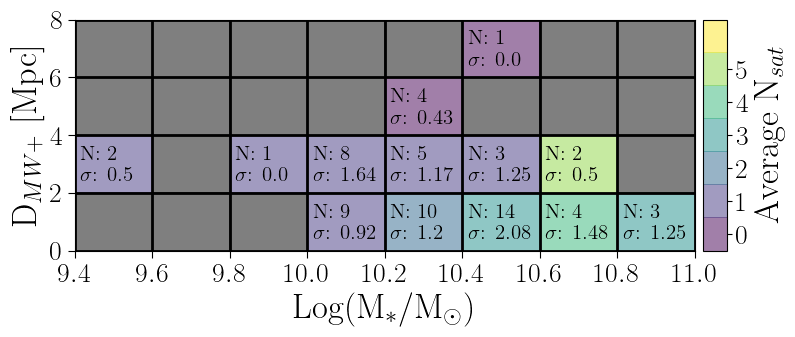 8
N: 1
σ: 0.0
6
N: 4
σ: 0.43
4
N: 2
σ: 0.5
N: 1
σ: 0.0
N: 8
σ: 1.64
N: 5
σ: 1.17
N: 3
σ: 1.25
N: 2
σ: 0.5
2
N: 9
σ: 0.92
N: 10
σ: 1.2
N: 14
σ: 2.08
N: 4
σ: 1.48
N: 3
σ: 1.25
0
9.4 9.6 9.8 10.0 10.2 10.4 10.6 10.8 11.0
Log(M*/M⊙)
D_MW+ [Mpc]
5
4
3
2
1
0
Average N_sat